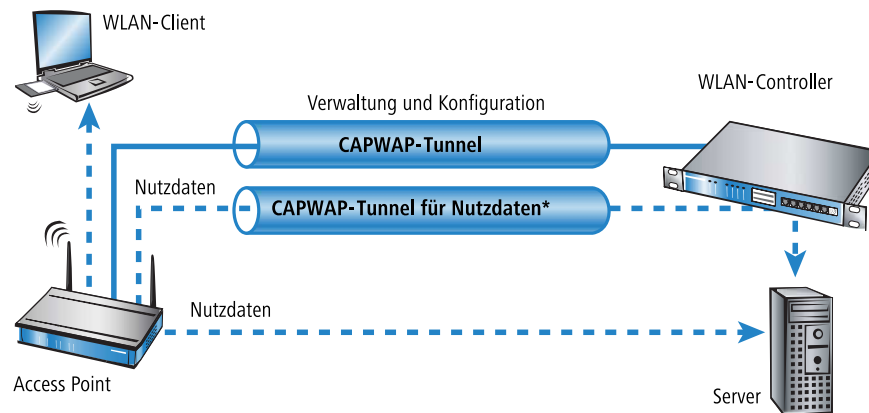 WLAN-Client
WLAN-Controller
Verwaltung und Konfiguration
CAPWAP-Tunnel
Nutzdaten
CAPWAP-Tunnel für Nutzdaten*
Nutzdaten
Access Point
Server